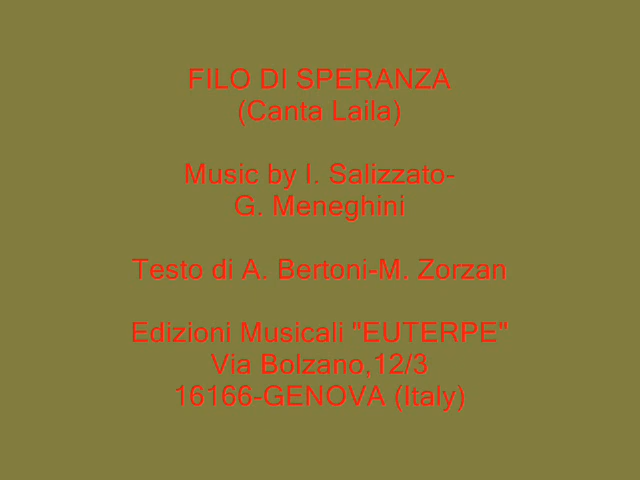 FILO DI SPERANZA
(Canta Laila)
Music by I. Salizzato-
G. Meneghini
Testo di A. Bertoni-M. Zorzan
Edizioni Musicali "EUTERPE"
Via Bolzano,12/3
16166-GENOVA (Italy)